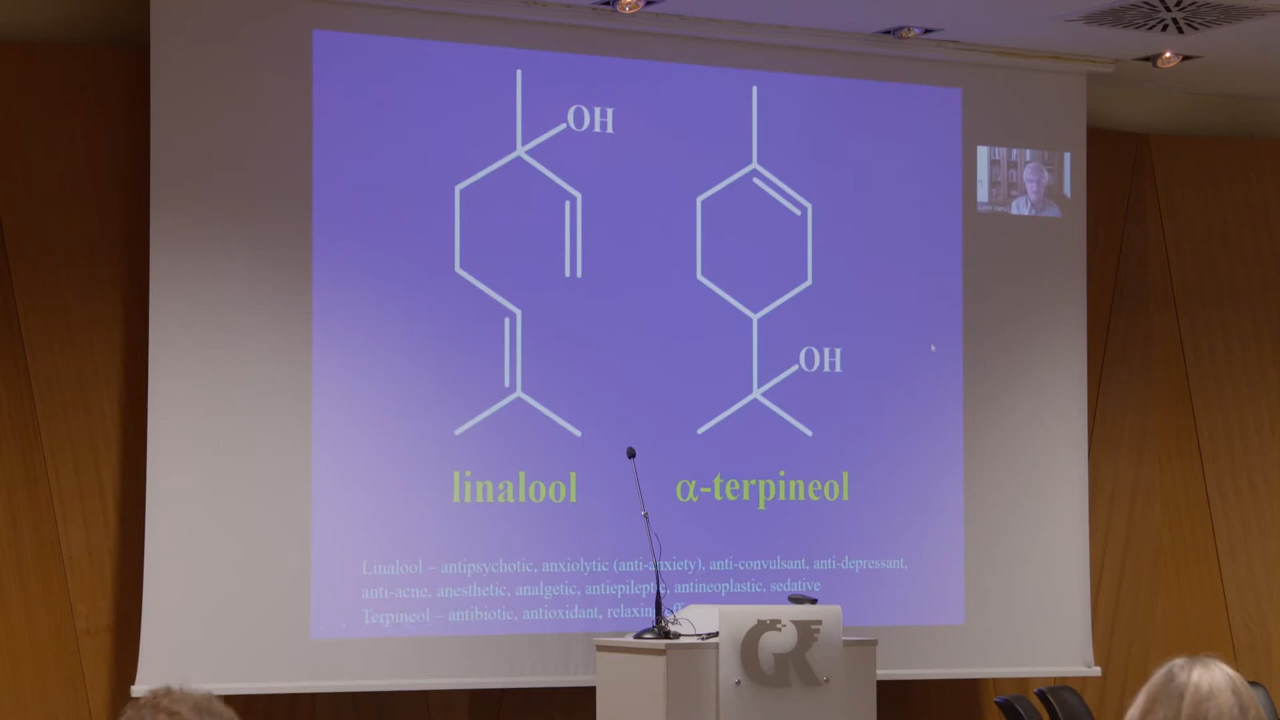 OH
OH
linalool
α-terpineol
Linalool – antipsychotic, anxiolytic (anti-anxiety), anti-convulsant, anti-depressant,
anti-acne, anesthetic, analgetic, antiepileptic, antineoplastic, sedative
Terpineol – antibiotic, antioxidant, relaxing